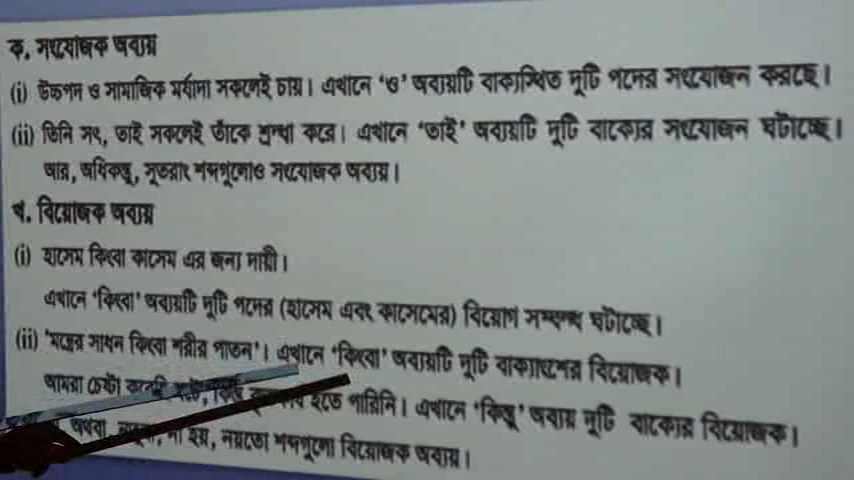 ক. সংযোজক অব্যয়
(i) উচ্চপদ ও সামাজিক মর্যাদা সকলেই চায়। এখানে ‘ও’ অব্যয়টি বাক্যস্থিত দুটি পদের সংযোজন করছে।
(ii) তিনি সৎ, তাই সকলেই তাঁকে শ্রদ্ধা করে। এখানে ‘তাই’ অব্যয়টি দুটি বাক্যের সংযোজন ঘটাচ্ছে।
আর, অধিকন্তু, সুতরাং শব্দগুলোও সংযোজক অব্যয়।
খ. বিয়োজক অব্যয়
(i) হাসেম কিংবা কাসেম এর জন্য দায়ী।
এখানে ‘কিংবা’ অব্যয়টি দুটি পদের (হাসেম এবং কাসেমের) বিয়োগ সম্বন্ধ ঘটাচ্ছে।
(ii) ‘মন্ত্রের সাধন কিংবা শরীর পাতন’। এখানে ‘কিংবা’ অব্যয়টি দুটি বাক্যাংশের বিয়োজক।
আমরা চেষ্টা করেছি বটে, কিন্তু হতে পারিনি। এখানে ‘কিন্তু’ অব্যয় দুটি বাক্যের বিয়োজক।
অথবা, না হয়, নয়তো শব্দগুলো বিয়োজক অব্যয়।